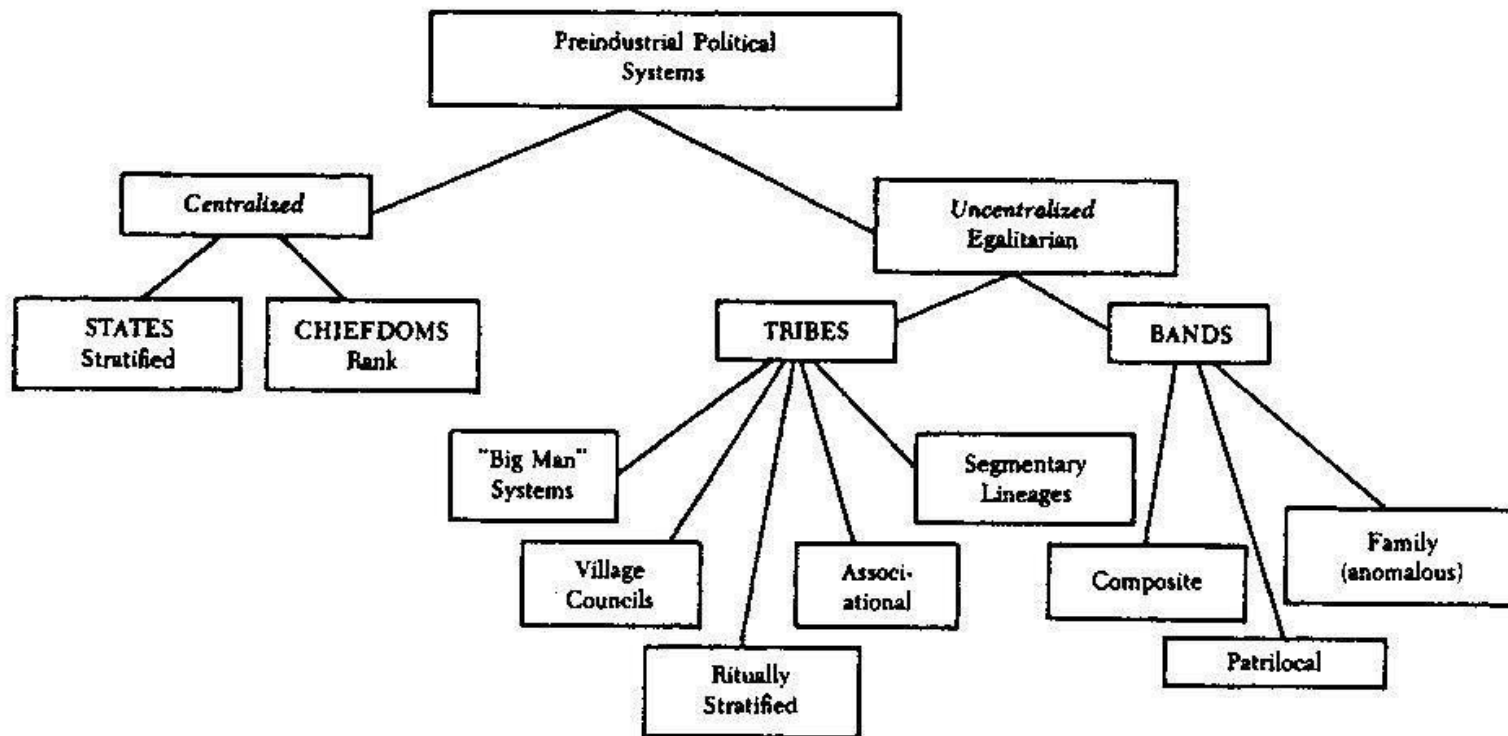 Preindustrial Political
Systems
Centralized
Uncentralized
Egalitarian
STATES
Stratified
CHIEFDOMS
Rank
TRIBES
BANDS
"Big Man"
Systems
Segmentary
Lineages
Village
Councils
Associ-
ational
Composite
Family
(anomalous)
Ritually
Stratified
Patrilocal